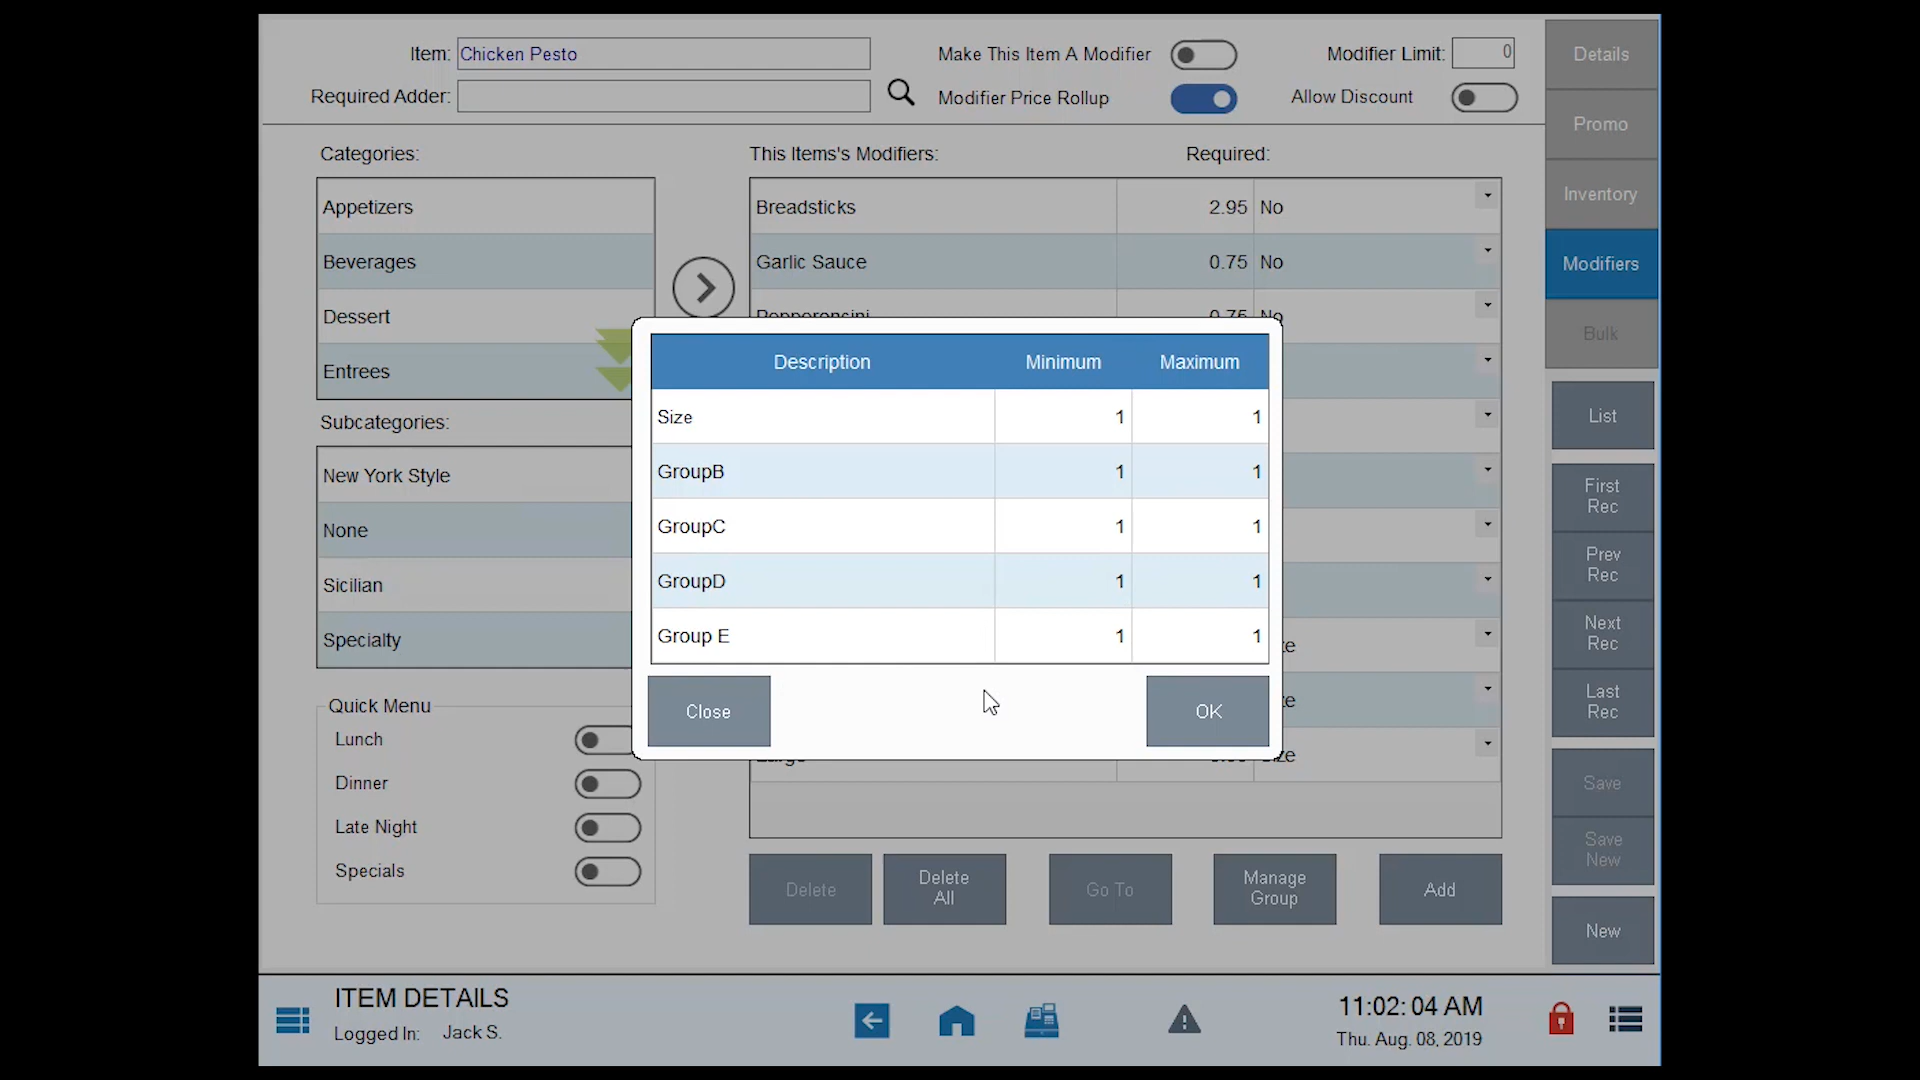 Item: Chicken Pesto
Make This Item A Modifier
Modifier Limit: 0
Required Adder:
Modifier Price Rollup
Allow Discount
Categories:
Appetizers
Beverages
Dessert
Entrees
Subcategories:
New York Style
None
Sicilian
Specialty
Quick Menu
Lunch
Dinner
Late Night
Specials
This Items's Modifiers: Required:
Breadsticks 2.95 No
Garlic Sauce 0.75 No
Pepperoncini 0.75 No
Description Minimum Maximum
Size 1 1
GroupB 1 1
GroupC 1 1
GroupD 1 1
Group E 1 1
Close
OK
Delete
Delete
All
Go To
Manage
Group
Add
Details
Promo
Inventory
Modifiers
Bulk
List
First
Rec
Prev
Rec
Next
Rec
Last
Rec
Save
Save
New
New
ITEM DETAILS
Logged In: Jack S.
11:02:04 AM
Thu. Aug. 08, 2019